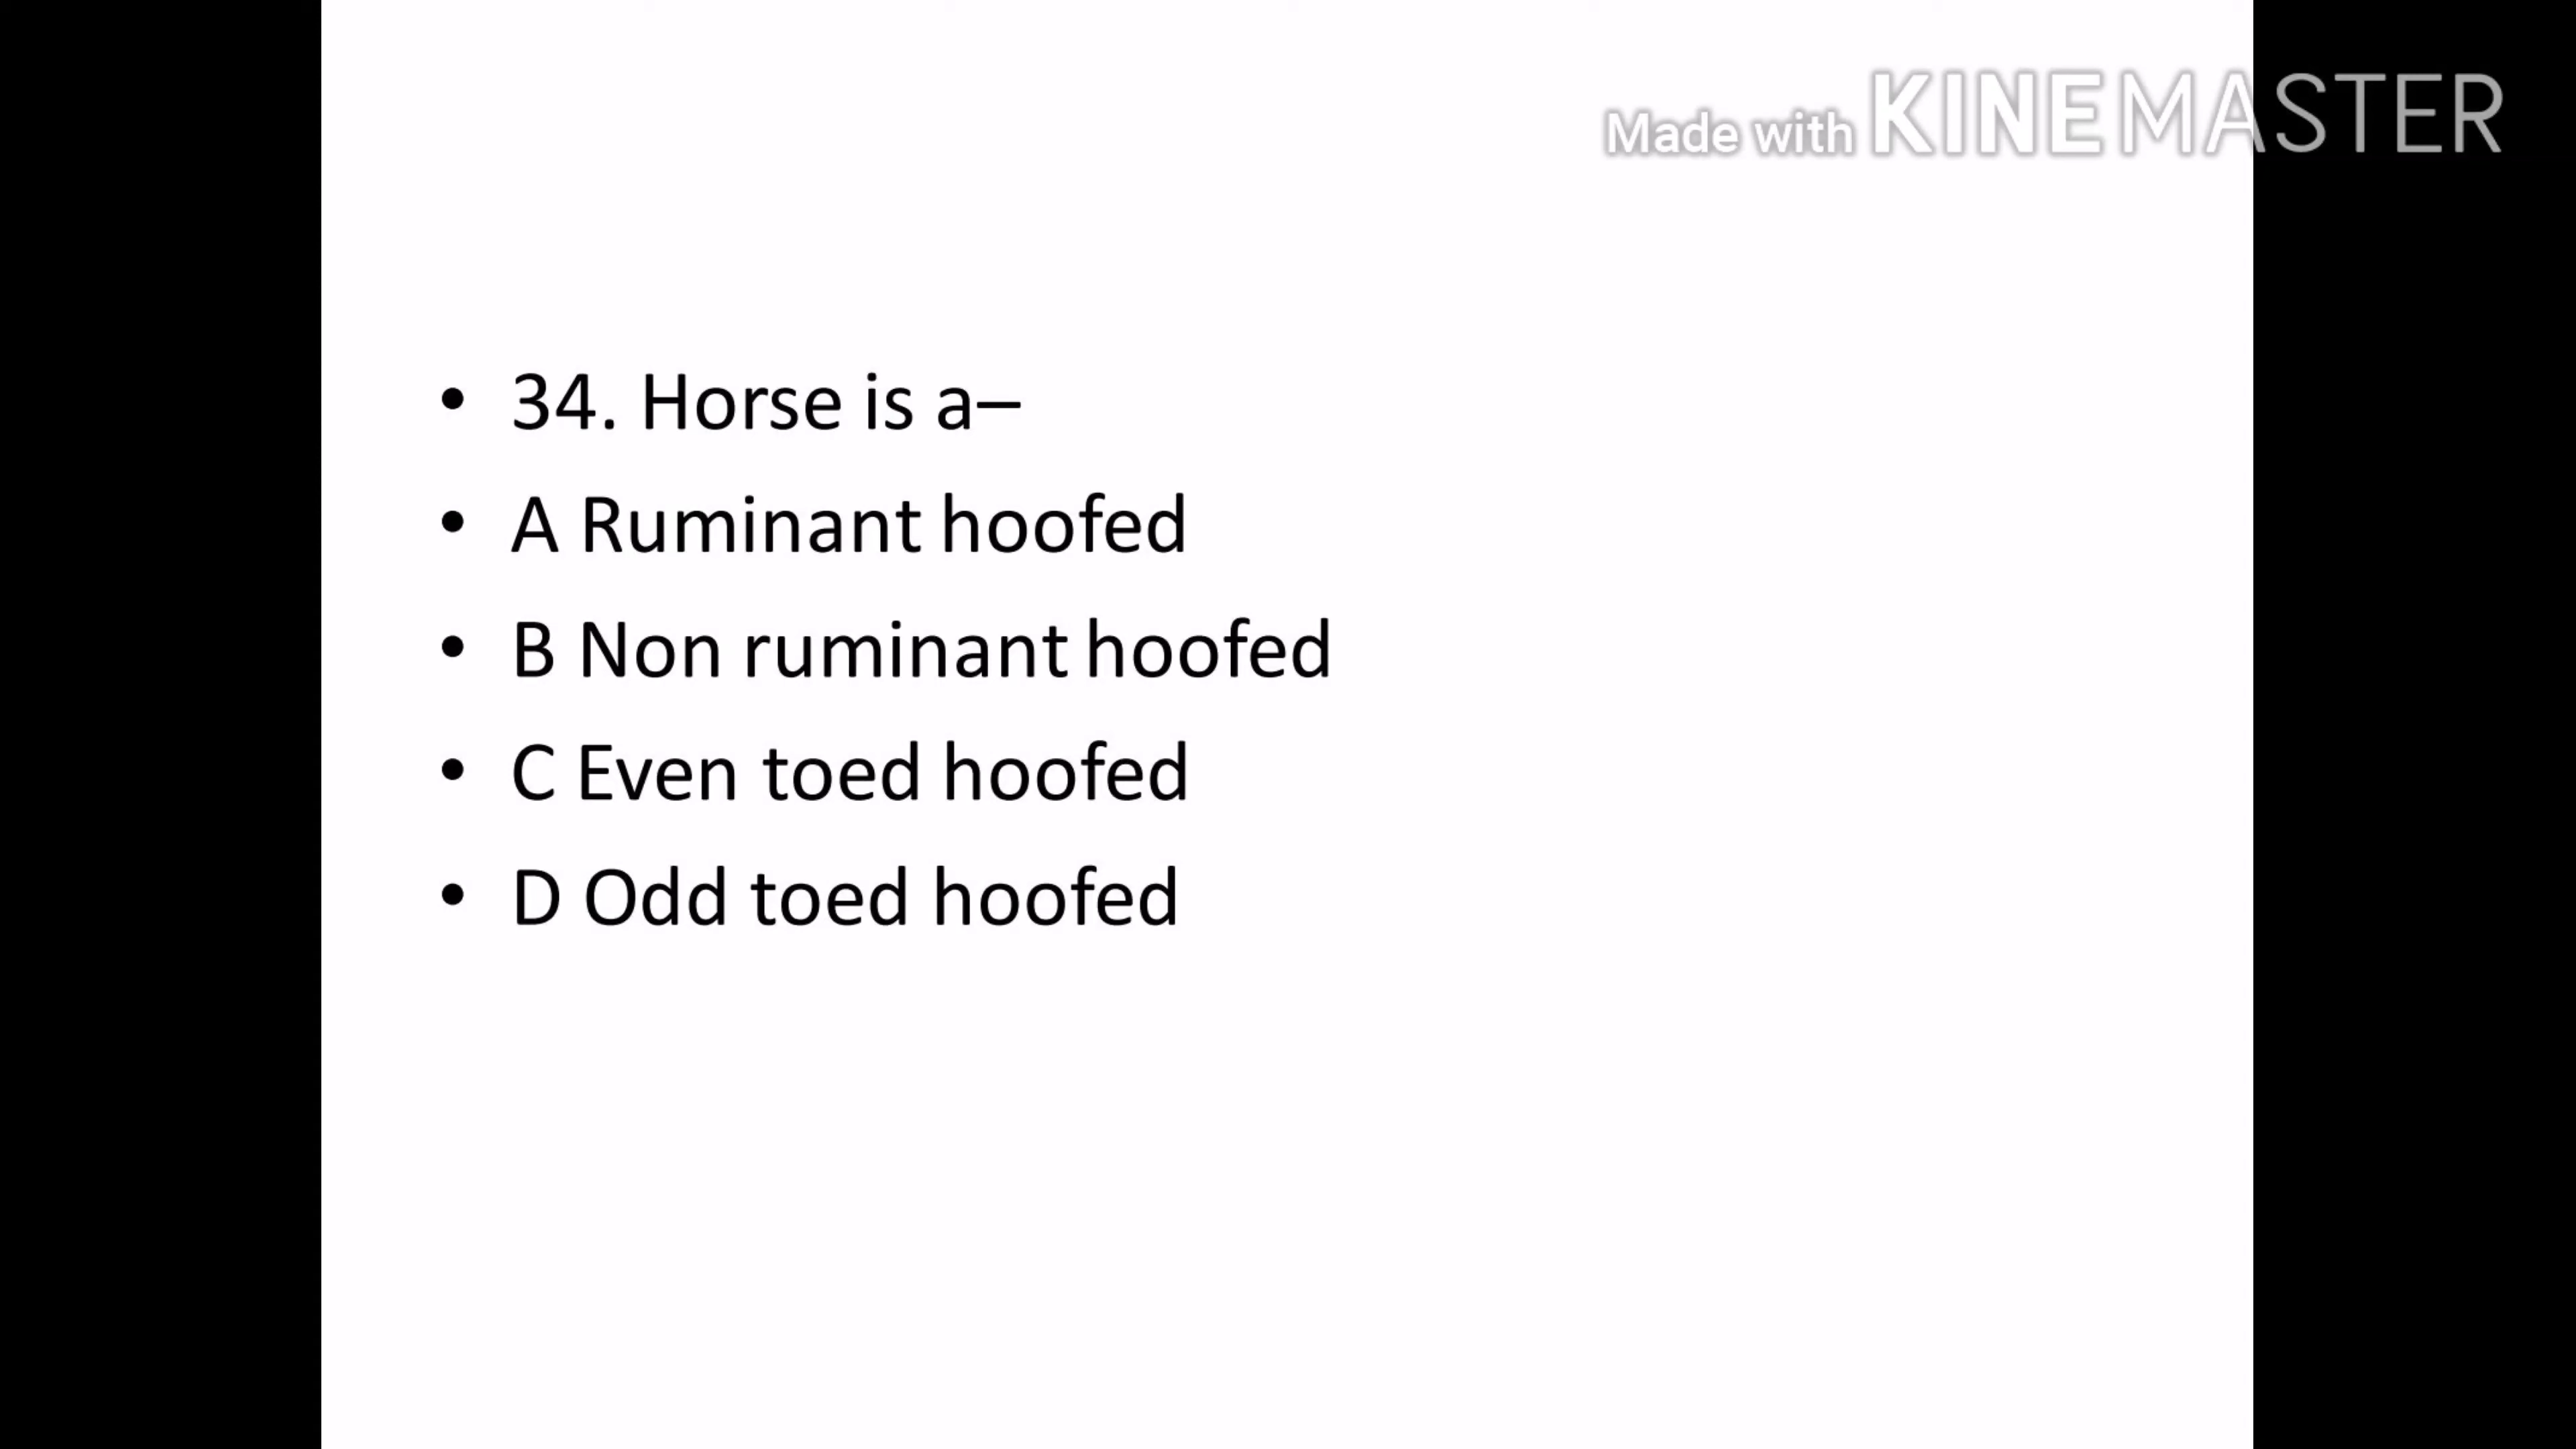 Made with KINEMASTER
• 34. Horse is a–
• A Ruminant hoofed
• B Non ruminant hoofed
• C Even toed hoofed
• D Odd toed hoofed